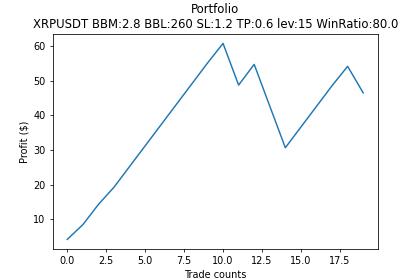 Portfolio
XRPUSDT BBM:2.8 BBL:260 SL:1.2 TP:0.6 lev:15 WinRatio:80.0
Profit ($)
60
50
40
30
20
10
0.0 2.5 5.0 7.5 10.0 12.5 15.0 17.5
Trade counts